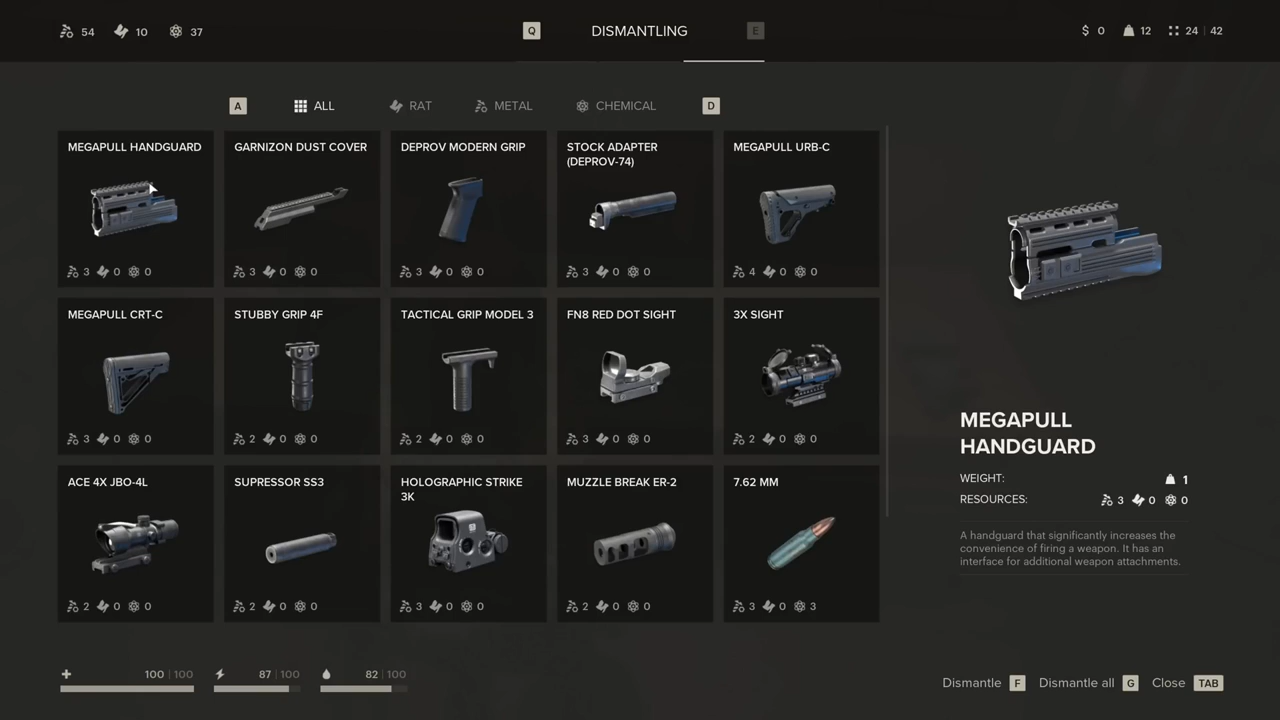 54 10 37 Q DISMANTLING E $ 0 12 24 | 42
A ALL RAT METAL CHEMICAL D
MEGAPULL HANDGUARD
3 0 0
GARNIZON DUST COVER
3 0 0
DEPROV MODERN GRIP
3 0 0
STOCK ADAPTER
(DEPROV-74)
3 0 0
MEGAPULL URB-C
4 0 0
MEGAPULL CRT-C
3 0 0
STUBBY GRIP 4F
2 0 0
TACTICAL GRIP MODEL 3
2 0 0
FN8 RED DOT SIGHT
3 0 0
3X SIGHT
2 0 0
ACE 4X JBO-4L
2 0 0
SUPRESSOR SS3
2 0 0
HOLOGRAPHIC STRIKE
3K
3 0 0
MUZZLE BREAK ER-2
2 0 0
7.62 MM
3 0 3
MEGAPULL
HANDGUARD
WEIGHT: 1
RESOURCES: 3 0 0
A handguard that significantly increases the
convenience of firing a weapon. It has an
interface for additional weapon attachments.
100 | 100 87 | 100 82 | 100
Dismantle F Dismantle all G Close TAB